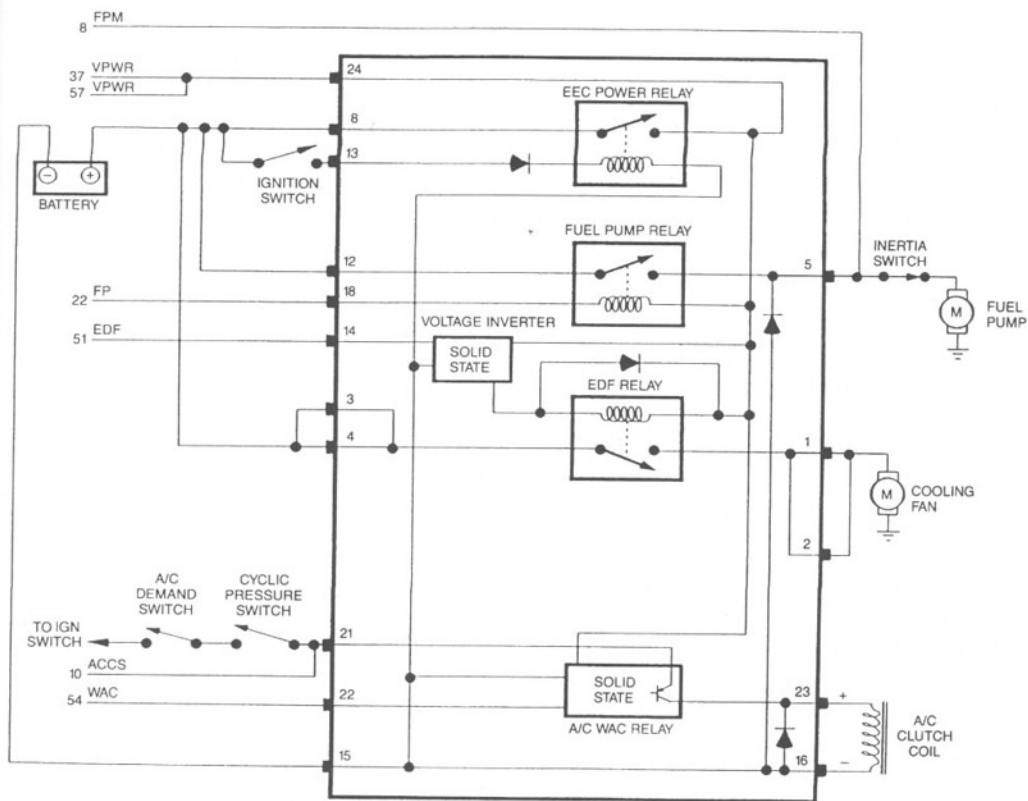 8 FPM
37 VPWR
57 VPWR
24
EEC POWER RELAY
8
13
− +
BATTERY
IGNITION
SWITCH
FUEL PUMP RELAY
12
5
INERTIA
SWITCH
22 FP
18
M
FUEL
PUMP
51 EDF
14
VOLTAGE INVERTER
SOLID
STATE
EDF RELAY
3
4
1
M
COOLING
FAN
2
A/C
DEMAND
SWITCH
CYCLIC
PRESSURE
SWITCH
TO IGN
SWITCH
21
10 ACCS
54 WAC
22
SOLID
STATE
A/C WAC RELAY
23
+
A/C
CLUTCH
COIL
15
16
−